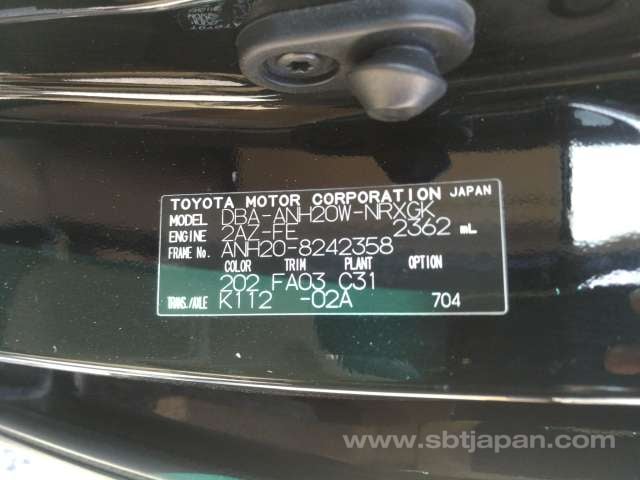 TOYOTA MOTOR CORPORATION JAPAN
MODEL DBA-ANH20W-NRXGK
ENGINE 2AZ-FE 2362 mL
FRAME No. ANH20-8242358
COLOR TRIM PLANT OPTION
202 FA03 C31
TRANS./AXLE K112 -02A 704
www.sbtjapan.com